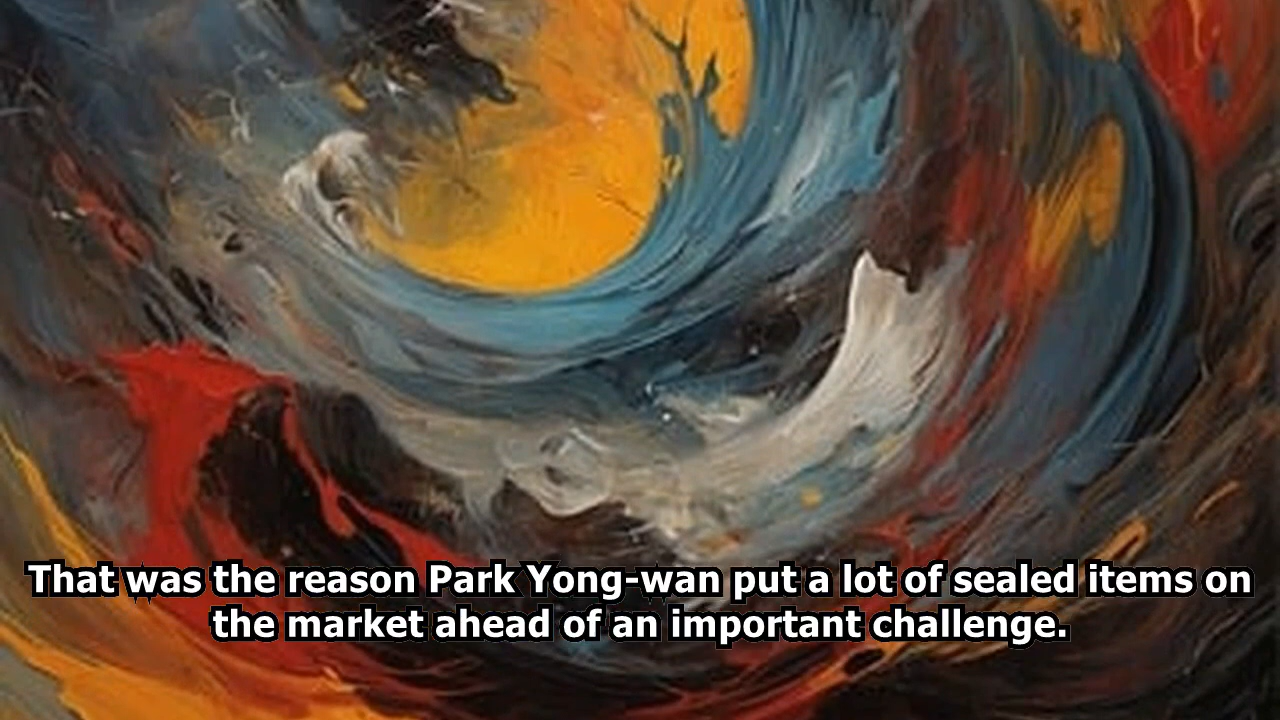 That was the reason Park Yong-wan put a lot of sealed items on
the market ahead of an important challenge.